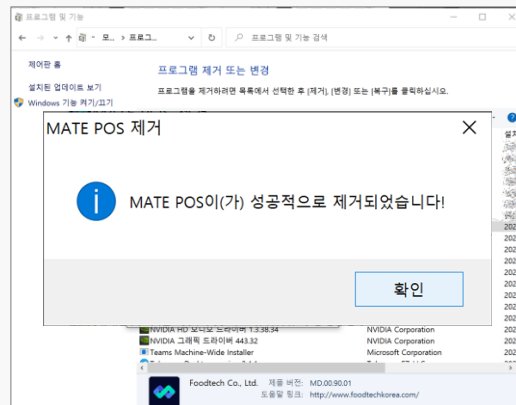 프로그램 및 기능
모... > 프로그...
프로그램 및 기능 검색
제어판 홈
설치된 업데이트 보기
Windows 기능 켜기/끄기
프로그램 제거 또는 변경
프로그램을 제거하려면 목록에서 선택한 후 [제거], [변경] 또는 [복구]를 클릭하십시오.
MATE POS 제거
MATE POS이(가) 성공적으로 제거되었습니다!
확인
NVIDIA HD 오디오 드라이버 1.3.38.34 NVIDIA Corporation 202
NVIDIA 그래픽 드라이버 443.32 NVIDIA Corporation 202
Teams Machine-Wide Installer Microsoft Corporation 202
Foodtech Co., Ltd. 제품 버전: MD.00.90.01
도움말 링크: http://www.foodtechkorea.com/